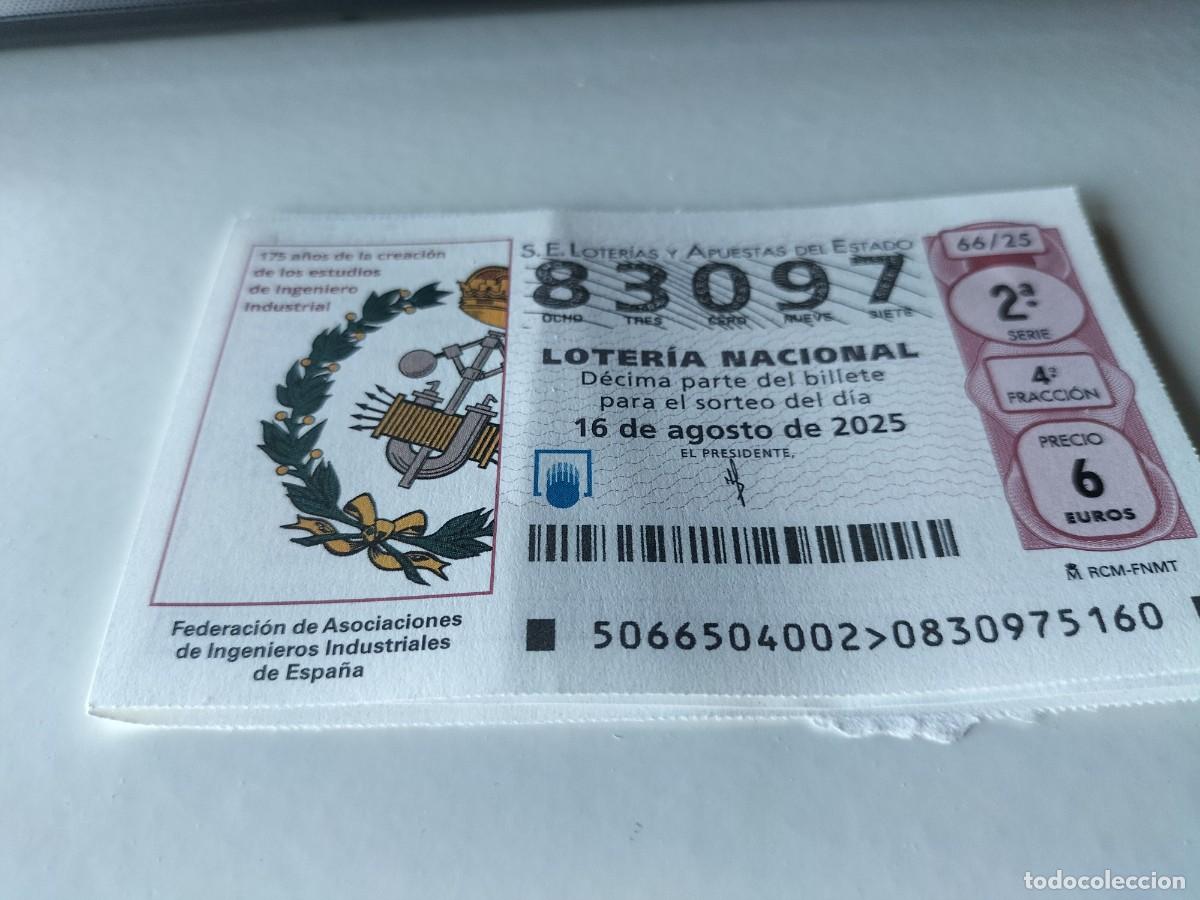 175 años de la creación
de los estudios
de Ingeniero
Industrial
Federación de Asociaciones
de Ingenieros Industriales
de España
S.E. LOTERÍAS Y APUESTAS DEL ESTADO
83097
OCHO TRES CERO NUEVE SIETE
LOTERÍA NACIONAL
Décima parte del billete
para el sorteo del día
16 de agosto de 2025
EL PRESIDENTE,
66/25
2ª
SERIE
4ª
FRACCIÓN
PRECIO
6
EUROS
RCM-FNMT
5066504002>0830975160
todocoleccion